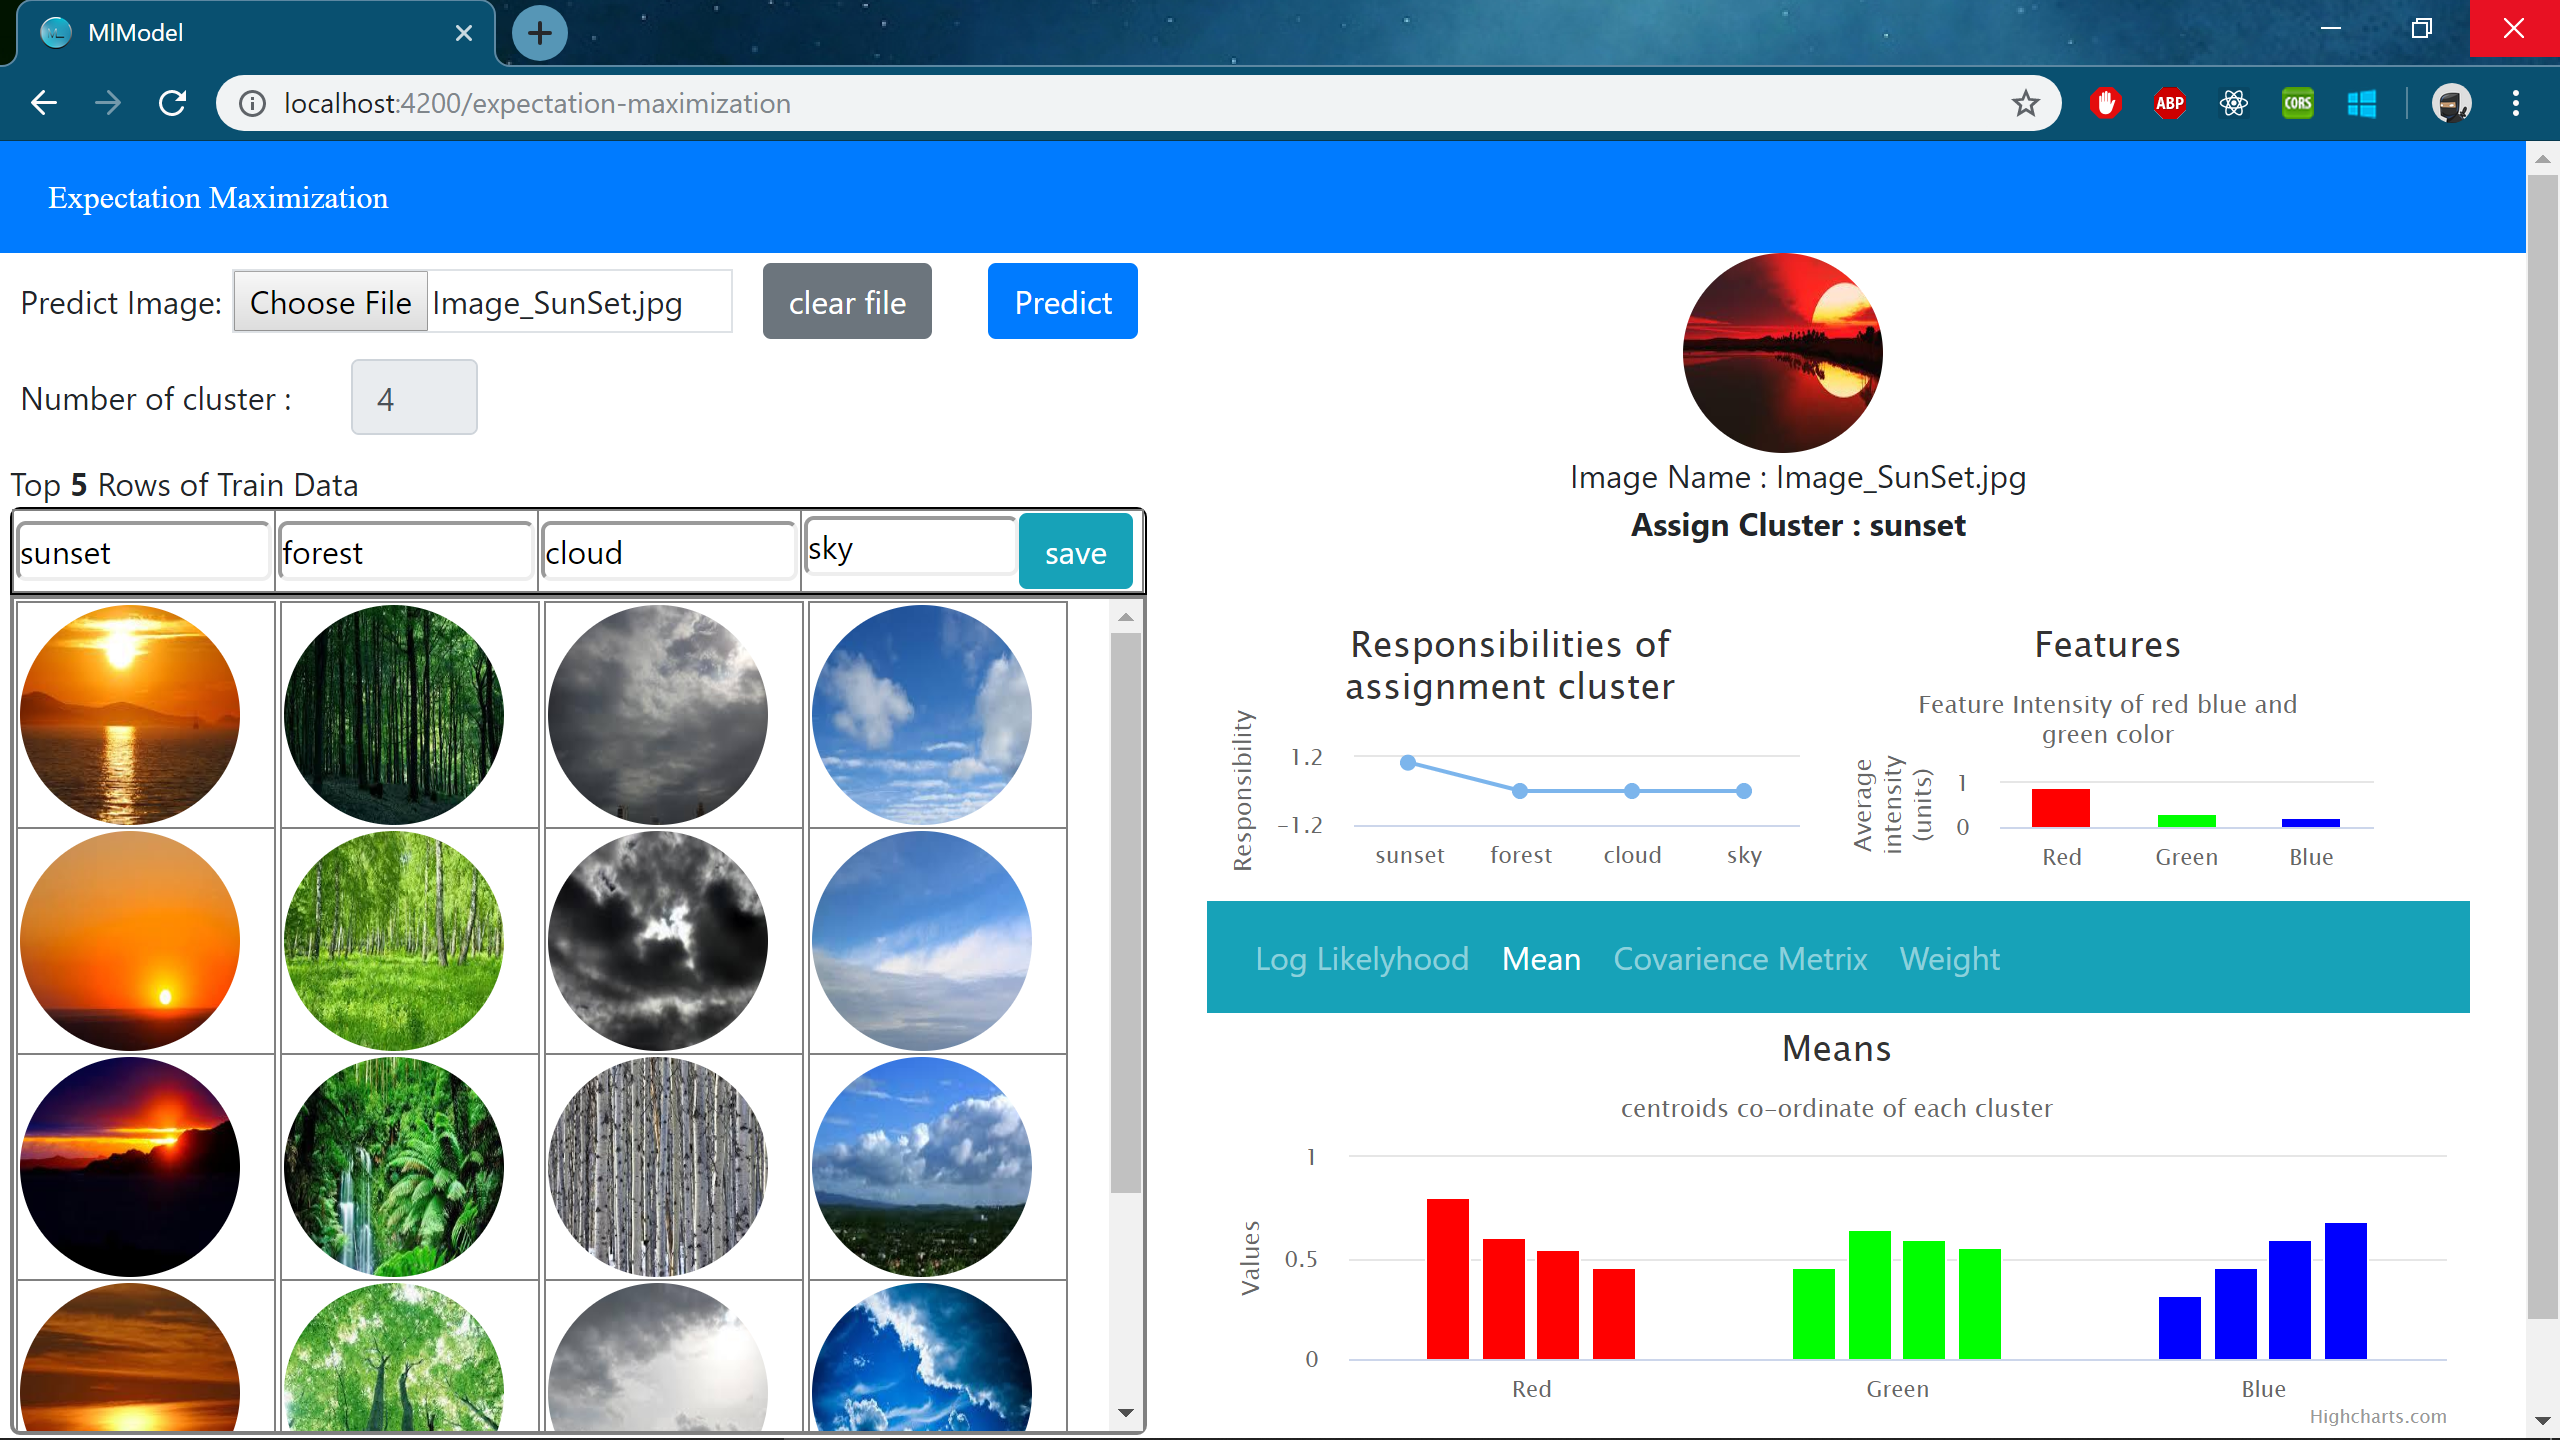 MlModel
localhost:4200/expectation-maximization
ABP
CORS
Expectation Maximization
Predict Image: Choose File Image_SunSet.jpg clear file Predict
Number of cluster : 4
Top 5 Rows of Train Data
sunset forest cloud sky save
Image Name : Image_SunSet.jpg
Assign Cluster : sunset
Responsibilities of
assignment cluster
Responsibility
1.2
-1.2
sunset forest cloud sky
Features
Feature Intensity of red blue and
green color
Average
intensity
(units)
1
0
Red Green Blue
Log Likelyhood Mean Covarience Metrix Weight
Means
centroids co-ordinate of each cluster
Values
1
0.5
0
Red Green Blue
Highcharts.com